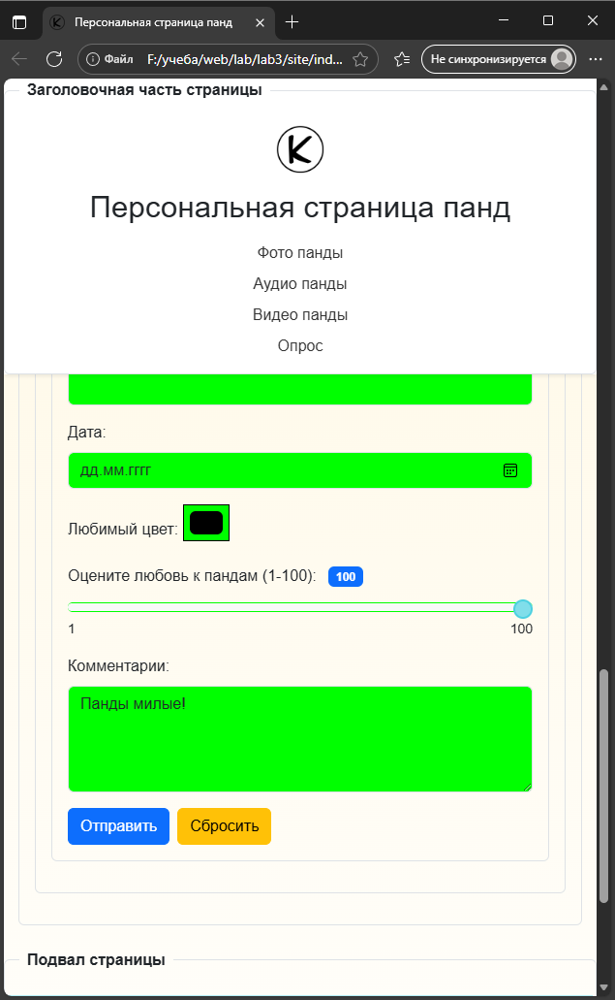 Персональная страница панд
Файл F:/учеба/web/lab/lab3/site/ind... Не синхронизируется
Заголовочная часть страницы
K
Персональная страница панд
Фото панды
Аудио панды
Видео панды
Опрос
Дата:
дд.мм.гггг
Любимый цвет:
Оцените любовь к пандам (1-100): 100
1 100
Комментарии:
Панды милые!
Отправить Сбросить
Подвал страницы